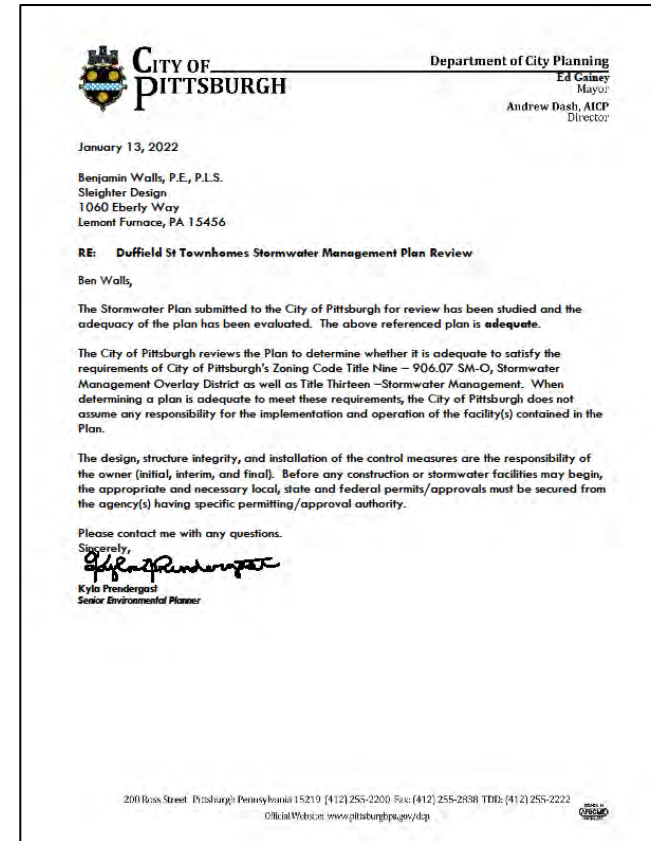 CITY OF
PITTSBURGH
Department of City Planning
Ed Gainey
Mayor
Andrew Dash, AICP
Director
January 13, 2022
Benjamin Walls, P.E., P.L.S.
Sleighter Design
1060 Eberly Way
Lemont Furnace, PA 15456
RE: Duffield St Townhomes Stormwater Management Plan Review
Ben Walls,
The Stormwater Plan submitted to the City of Pittsburgh for review has been studied and the
adequacy of the plan has been evaluated. The above referenced plan is adequate.
The City of Pittsburgh reviews the Plan to determine whether it is adequate to satisfy the
requirements of City of Pittsburgh's Zoning Code Title Nine – 906.07 SM-O, Stormwater
Management Overlay District as well as Title Thirteen –Stormwater Management. When
determining a plan is adequate to meet these requirements, the City of Pittsburgh does not
assume any responsibility for the implementation and operation of the facility(s) contained in the
Plan.
The design, structure integrity, and installation of the control measures are the responsibility of
the owner (initial, interim, and final). Before any construction or stormwater facilities may begin,
the appropriate and necessary local, state and federal permits/approvals must be secured from
the agency(s) having specific permitting/approval authority.
Please contact me with any questions.
Sincerely,
Kyla Prendergast
Kyla Prendergast
Senior Environmental Planner
200 Ross Street Pittsburgh Pennsylvania 15219 (412) 255-2200 Fax: (412) 255-2838 TDD: (412) 255-2222
Official Website: www.pittsburghpa.gov/dcp